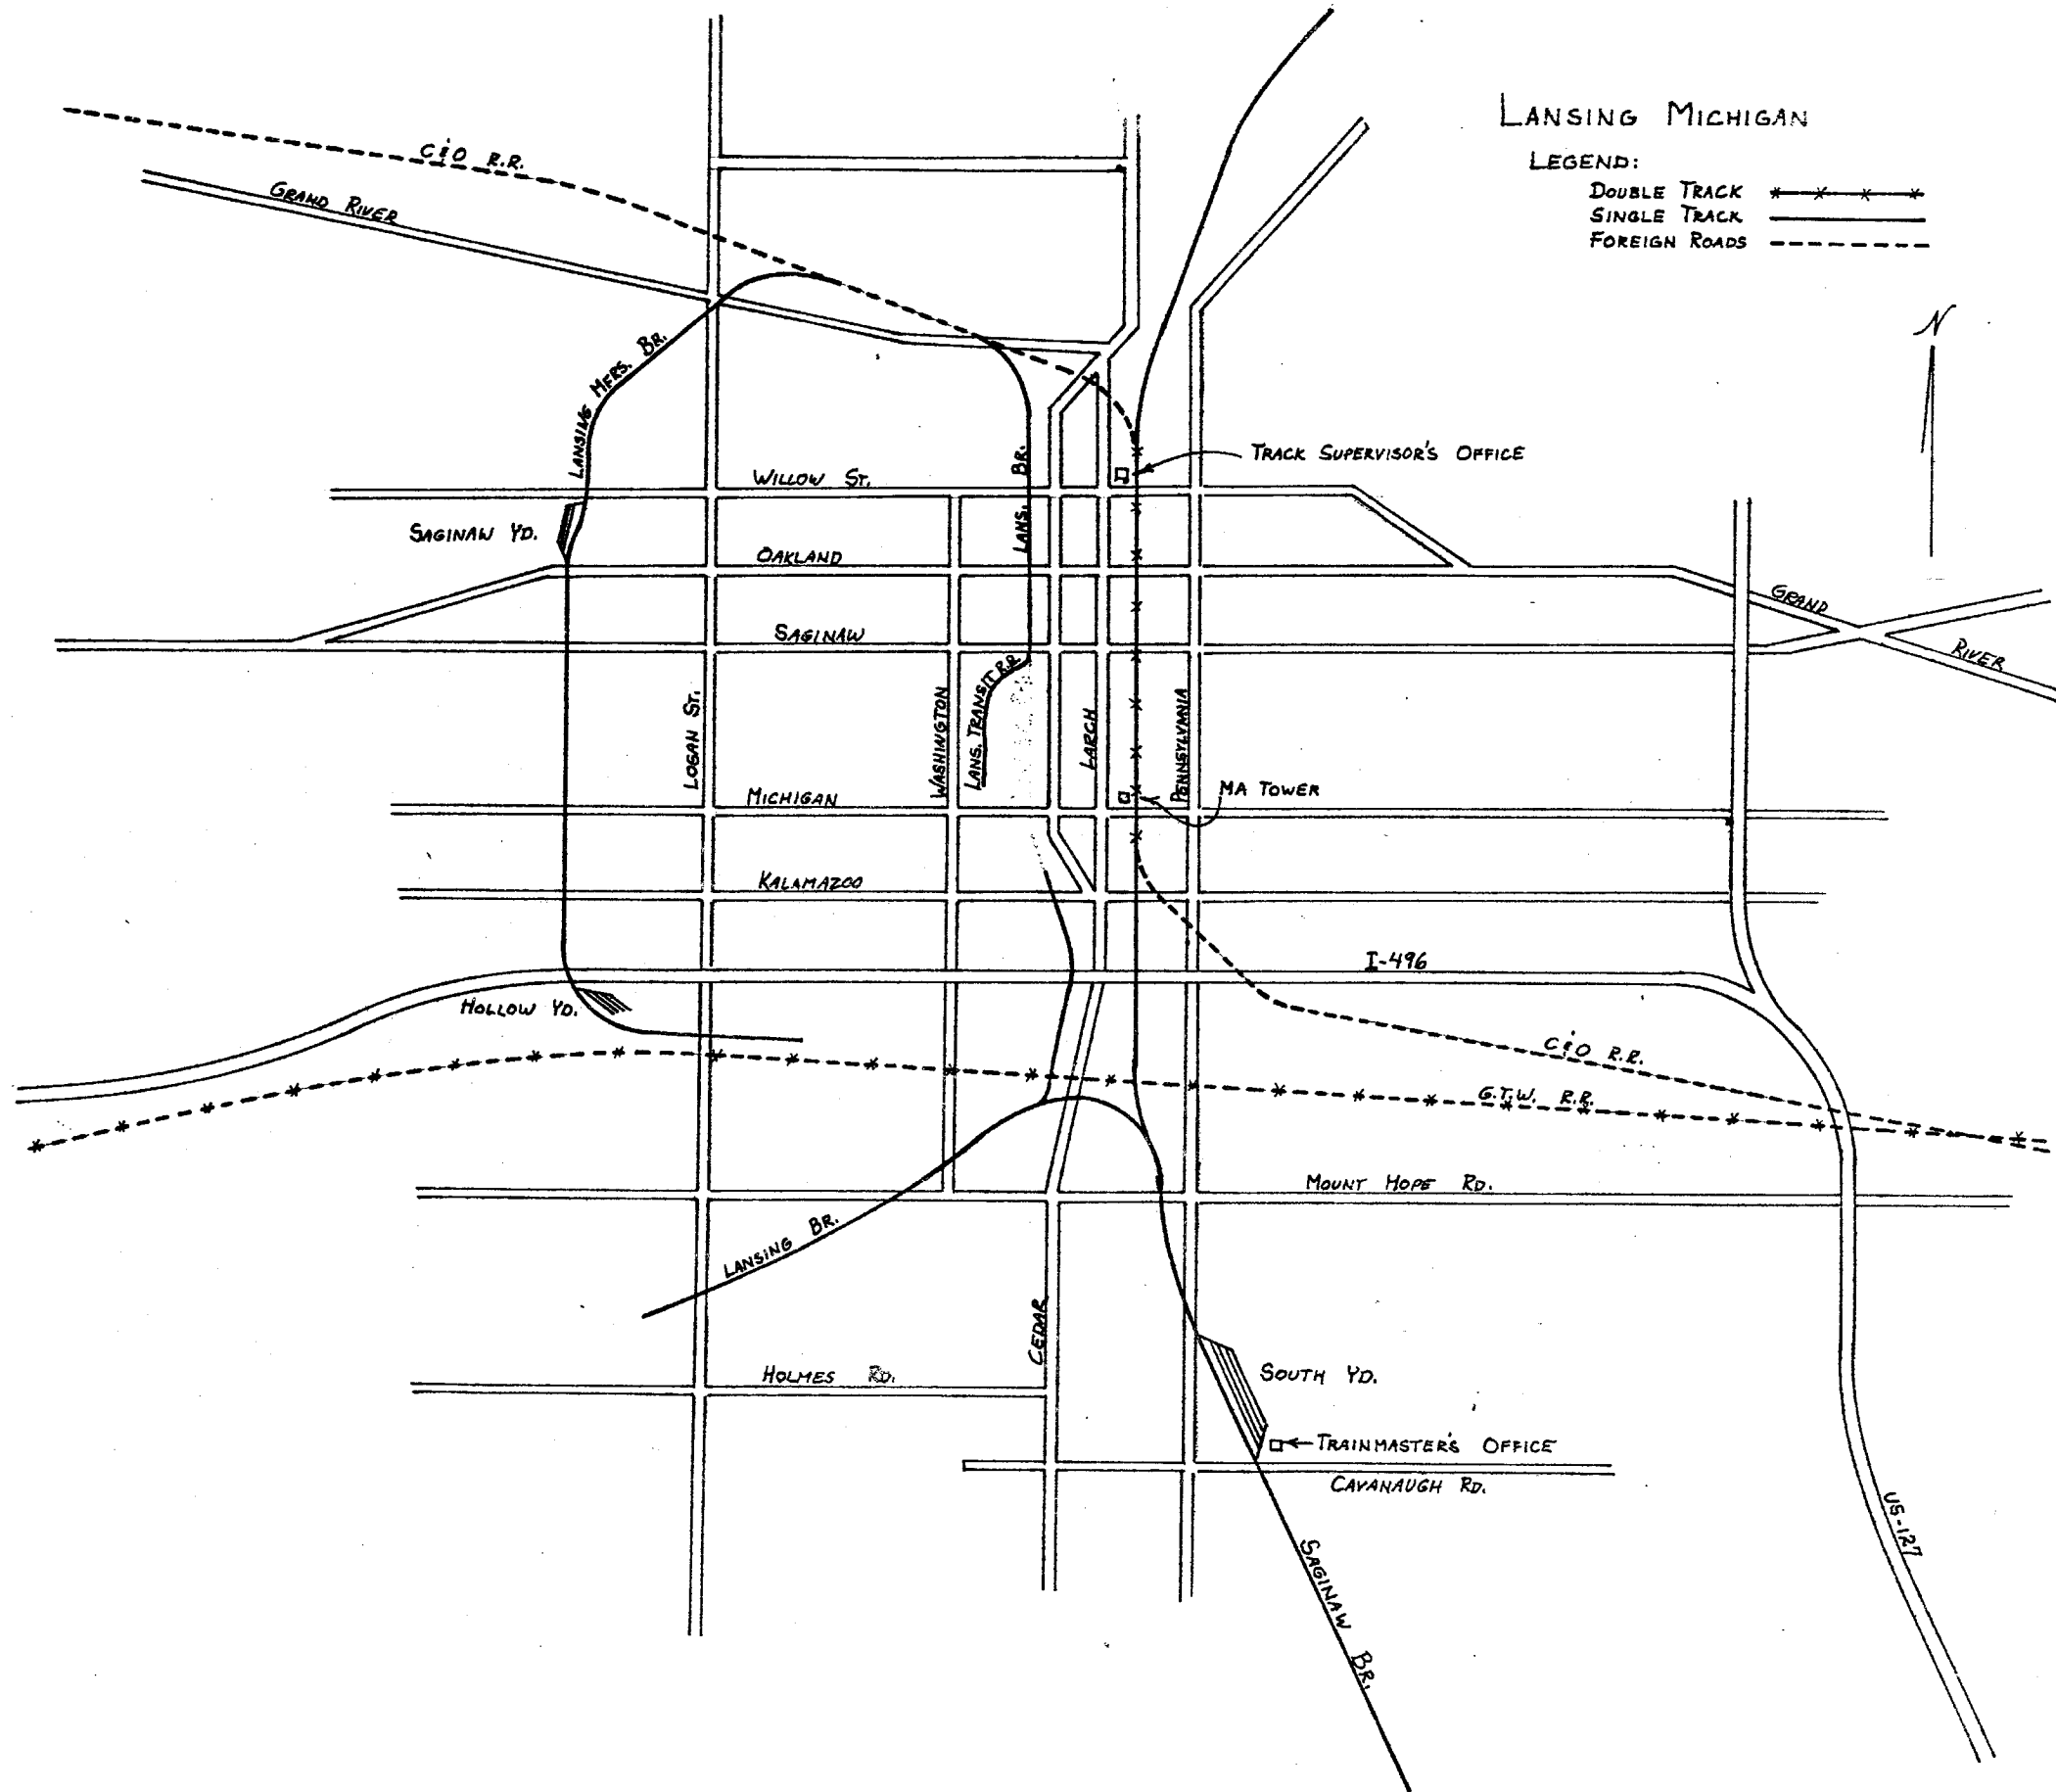 LANSING MICHIGAN
LEGEND:
DOUBLE TRACK
SINGLE TRACK
FOREIGN ROADS
N
C&O R.R.
GRAND RIVER
LANSING MFRS. BR.
TRACK SUPERVISOR'S OFFICE
WILLOW ST.
LANS. BR.
SAGINAW YD.
OAKLAND
GRAND
RIVER
SAGINAW
LANS. TRANSIT R.R.
LOGAN ST.
WASHINGTON
LARCH
PENNSYLVANIA
MA TOWER
MICHIGAN
KALAMAZOO
I-496
HOLLOW YD.
C&O R.R.
G.T.W. R.R.
MOUNT HOPE RD.
LANSING BR.
CEDAR
HOLMES RD.
SOUTH YD.
TRAINMASTER'S OFFICE
CAVANAUGH RD.
US-127
SAGINAW BR.